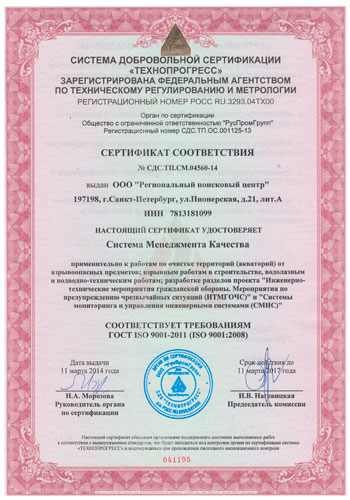 СИСТЕМА ДОБРОВОЛЬНОЙ СЕРТИФИКАЦИИ
«ТЕХНОПРОГРЕСС»
ЗАРЕГИСТРИРОВАНА ФЕДЕРАЛЬНЫМ АГЕНТСТВОМ
ПО ТЕХНИЧЕСКОМУ РЕГУЛИРОВАНИЮ И МЕТРОЛОГИИ
РЕГИСТРАЦИОННЫЙ НОМЕР РОСС RU.3293.04ТХ00
Орган по сертификации
Общество с ограниченной ответственностью "РусПромГрупп"
Регистрационный номер СДС.ТП.ОС.001125-13
СЕРТИФИКАТ СООТВЕТСТВИЯ
№ СДС.ТП.СМ.04560-14
выдан ООО "Региональный поисковый центр"
197198, г.Санкт-Петербург, ул.Пионерская, д.21, лит.А
ИНН 7813181099
НАСТОЯЩИЙ СЕРТИФИКАТ УДОСТОВЕРЯЕТ
Система Менеджмента Качества
применительно к работам по очистке территорий (акваторий) от
взрывоопасных предметов; взрывным работам в строительстве, водолазным
и подводно-техническим работам; разработке разделов проекта "Инженерно-
технические мероприятия гражданской обороны. Мероприятия по
предупреждению чрезвычайных ситуаций (ИТМГОЧС)" и "Системы
мониторинга и управления инженерными системами (СМИС)"
СООТВЕТСТВУЕТ ТРЕБОВАНИЯМ
ГОСТ ISO 9001-2011 (ISO 9001:2008)
Дата выдачи
11 марта 2014 года
Срок действия до
11 марта 2017 года
Н.А. Морозова
Руководитель органа
по сертификации
И.В. Нагавицкая
Председатель комиссии
Настоящий сертификат обязывает организацию поддерживать состояние выполняемых работ
в соответствии с вышеуказанным стандартом, что будет находиться под контролем органа по сертификации системы
«ТЕХНОПРОГРЕСС» и подтверждаться при прохождении ежегодного инспекционного контроля
041195